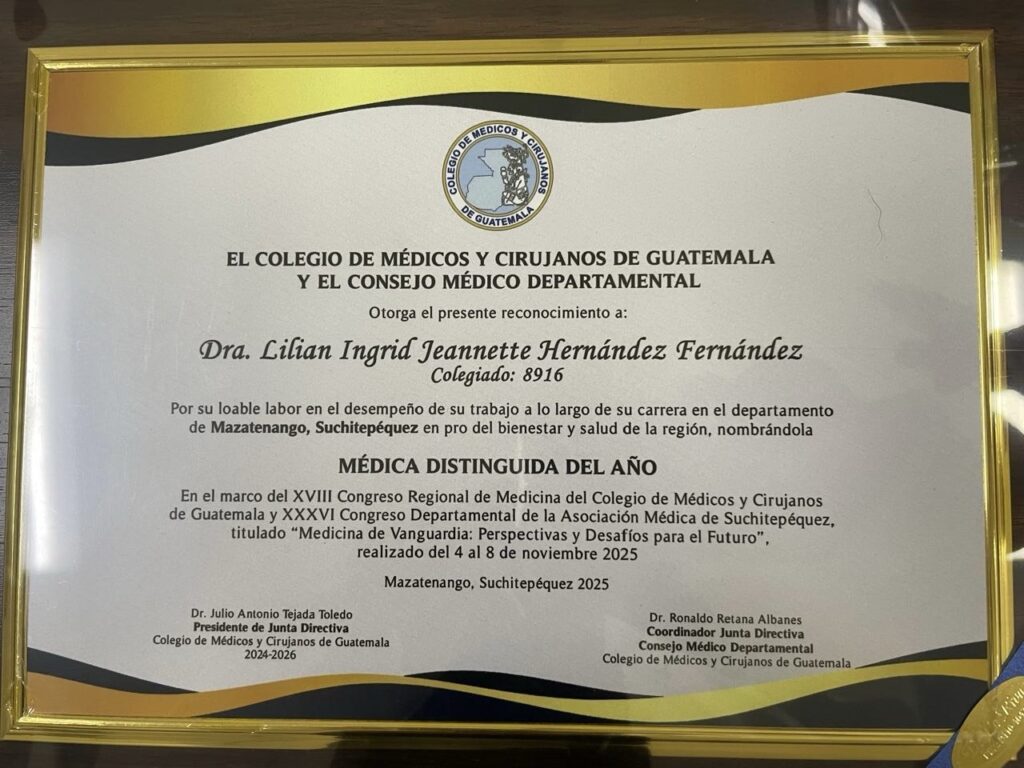 COLEGIO DE MEDICOS Y CIRUJANOS
DE GUATEMALA
EL COLEGIO DE MÉDICOS Y CIRUJANOS DE GUATEMALA
Y EL CONSEJO MÉDICO DEPARTAMENTAL
Otorga el presente reconocimiento a:
Dra. Lilian Ingrid Jeannette Hernández Fernández
Colegiado: 8916
Por su loable labor en el desempeño de su trabajo a lo largo de su carrera en el departamento
de Mazatenango, Suchitepéquez en pro del bienestar y salud de la región, nombrándola
MÉDICA DISTINGUIDA DEL AÑO
En el marco del XVIII Congreso Regional de Medicina del Colegio de Médicos y Cirujanos
de Guatemala y XXXVI Congreso Departamental de la Asociación Médica de Suchitepéquez,
titulado “Medicina de Vanguardia: Perspectivas y Desafíos para el Futuro”,
realizado del 4 al 8 de noviembre 2025
Mazatenango, Suchitepéquez 2025
Dr. Julio Antonio Tejada Toledo
Presidente de Junta Directiva
Colegio de Médicos y Cirujanos de Guatemala
2024-2026
Dr. Ronaldo Retana Albanes
Coordinador Junta Directiva
Consejo Médico Departamental
Colegio de Médicos y Cirujanos de Guatemala